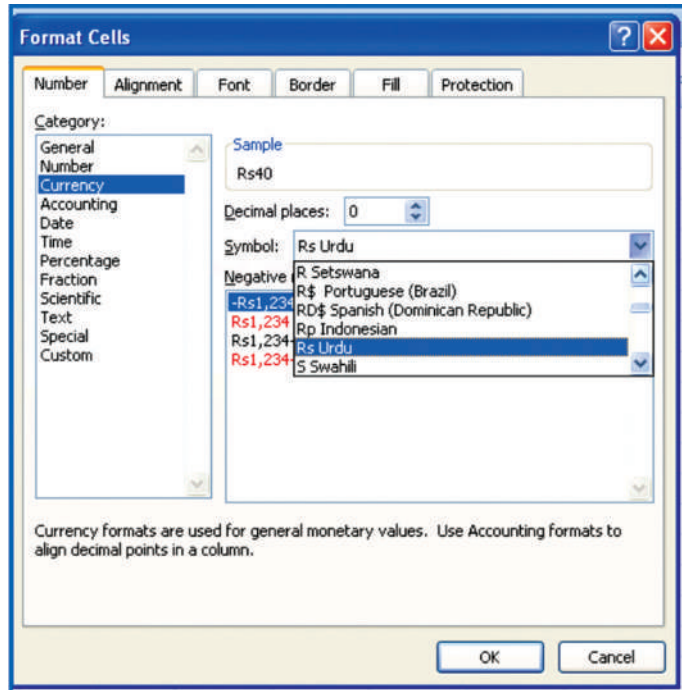 Format Cells
Number Alignment Font Border Fill Protection
Category:
General
Number
Currency
Accounting
Date
Time
Percentage
Fraction
Scientific
Text
Special
Custom
Sample
Rs40
Decimal places: 0
Symbol: Rs Urdu
R Setswana
R$ Portuguese (Brazil)
RD$ Spanish (Dominican Republic)
Rp Indonesian
Rs Urdu
S Swahili
Negative
-Rs1,234
Rs1,234
Rs1,234-
Rs1,234-
Currency formats are used for general monetary values. Use Accounting formats to
align decimal points in a column.
OK Cancel